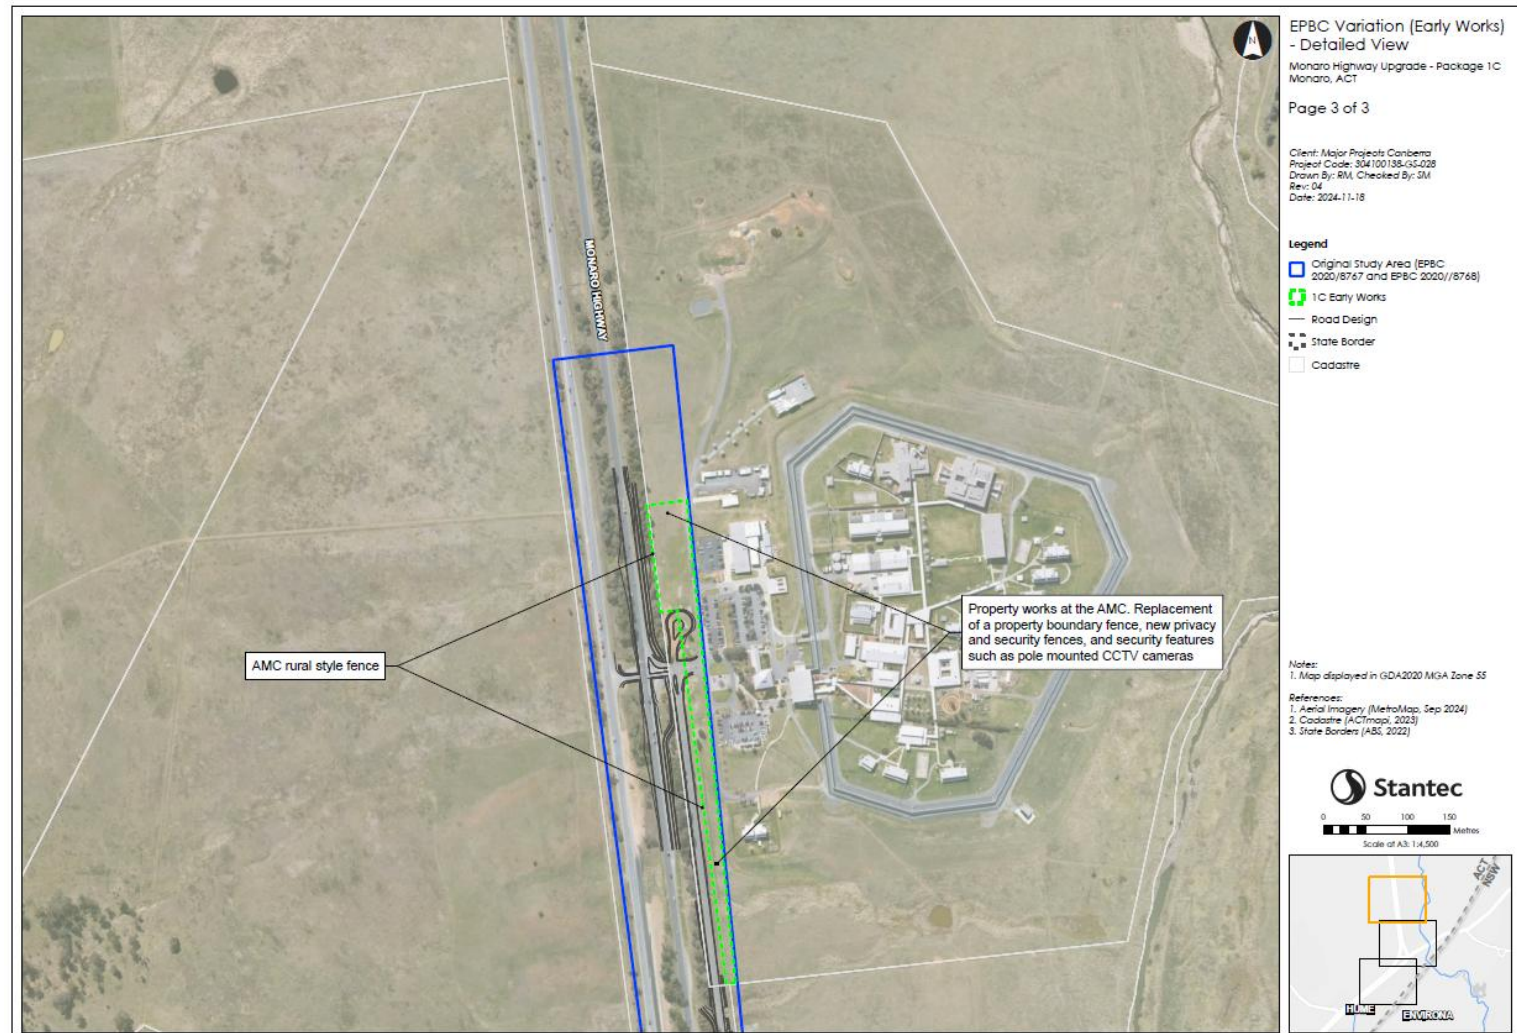 N
EPBC Variation (Early Works)
- Detailed View
Monaro Highway Upgrade - Package 1C
Monaro, ACT
Page 3 of 3
Client: Major Projects Canberra
Project Code: 304100138-GS-028
Drawn By: RM, Checked By: SM
Rev: 04
Date: 2024-11-18
Legend
Original Study Area (EPBC
2020/8767 and EPBC 2020//8768)
1C Early Works
Road Design
State Border
Cadastre
MONARO HIGHWAY
AMC rural style fence
Property works at the AMC. Replacement
of a property boundary fence, new privacy
and security fences, and security features
such as pole mounted CCTV cameras
Notes:
1. Map displayed in GDA2020 MGA Zone 55
References:
1. Aerial Imagery (MetroMap, Sep 2024)
2. Cadastre (ACTmapi, 2023)
3. State Borders (ABS, 2022)
Stantec
0 50 100 150
Metres
Scale at A3: 1:4,500
ACT
NSW
HUME
ENVIRONA